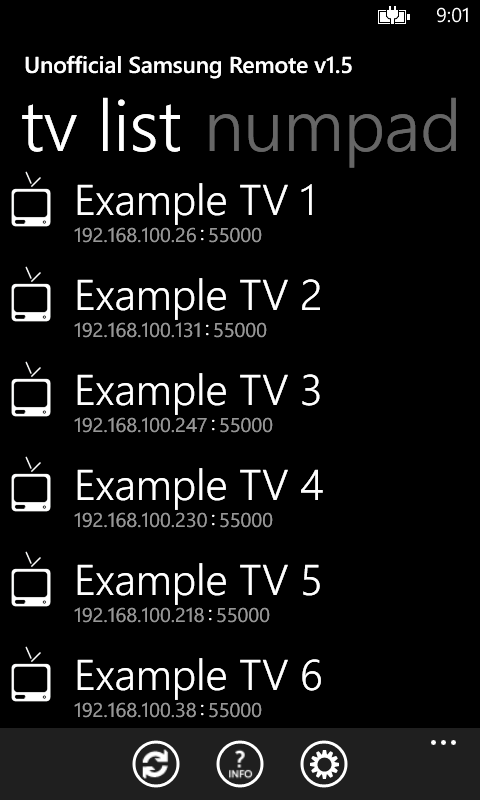 9:01
Unofficial Samsung Remote v1.5
tv list numpad
Example TV 1
192.168.100.26:55000
Example TV 2
192.168.100.131:55000
Example TV 3
192.168.100.247:55000
Example TV 4
192.168.100.230:55000
Example TV 5
192.168.100.218:55000
Example TV 6
192.168.100.38:55000
?
INFO
...